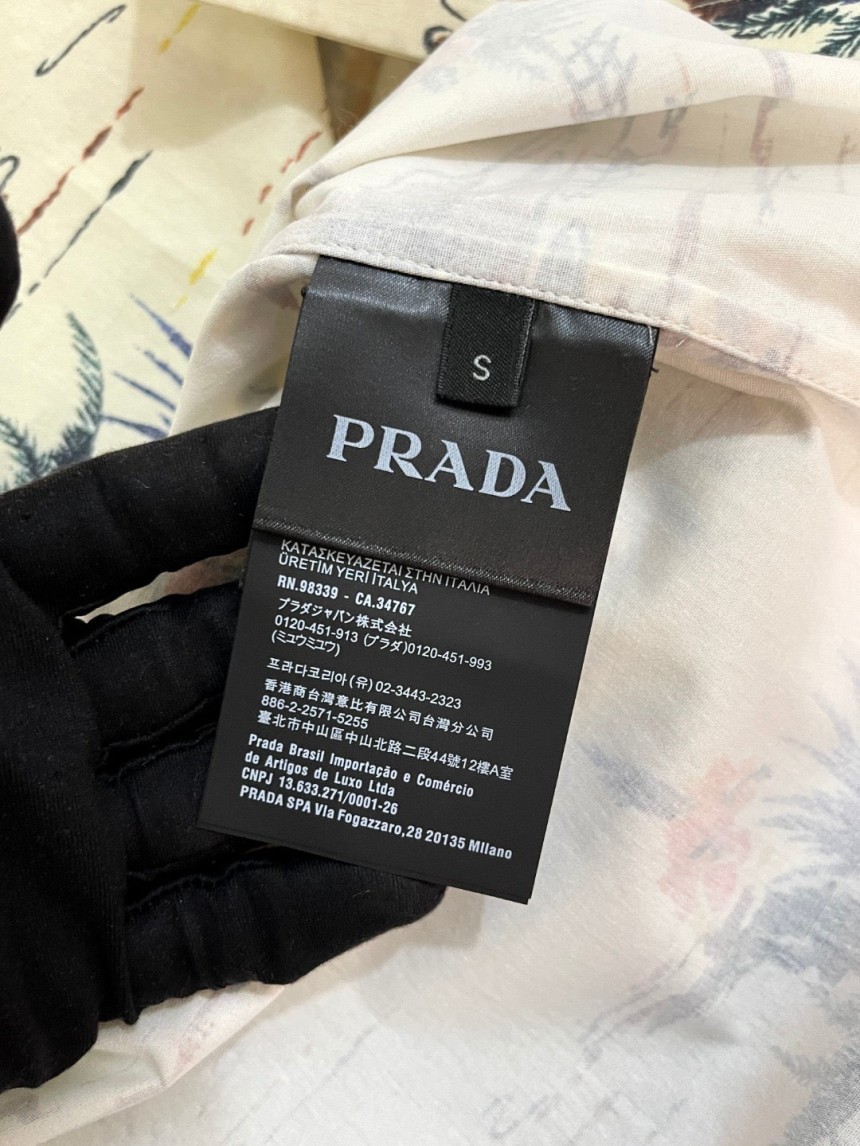 S
PRADA
ΚΑΤΑΣΚΕΥΑΖΕΤΑΙ ΣΤΗΝ ΙΤΑΛΙΑ
ÜRETİM YERİ İTALYA
RN.98339 - CA.34767
プラダジャパン株式会社
0120-451-913 (プラダ)0120-451-993
(ミュウミュウ)
프라다코리아(유) 02-3443-2323
香港商台灣意比有限公司台灣分公司
886-2-2571-5255
臺北市中山區中山北路二段44號12樓A室
Prada Brasil Importação e Comércio
de Artigos de Luxo Ltda
CNPJ 13.633.271/0001-26
PRADA SPA Via Fogazzaro,28 20135 Milano